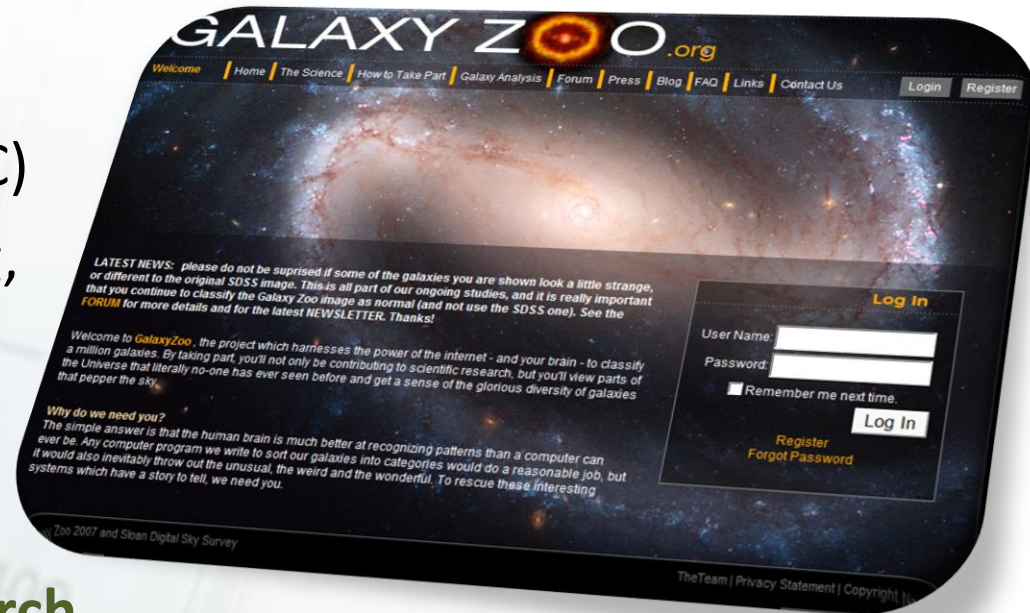 GALAXY ZOO.org
Welcome Home The Science How to Take Part Galaxy Analysis Forum Press Blog FAQ Links Contact Us Login Register
C)
LATEST NEWS: please do not be suprised if some of the galaxies you are shown look a little strange,
or different to the original SDSS image. This is all part of our ongoing studies, and it is really important
that you continue to classify the Galaxy Zoo image as normal (and not use the SDSS one). See the
FORUM for more details and for the latest NEWSLETTER. Thanks!
Welcome to GalaxyZoo, the project which harnesses the power of the internet - and your brain - to classify
a million galaxies. By taking part, you'll not only be contributing to scientific research, but you'll view parts of
the Universe that literally no-one has ever seen before and get a sense of the glorious diversity of galaxies
that pepper the sky.
Why do we need you?
The simple answer is that the human brain is much better at recognizing patterns than a computer can
ever be. Any computer program we write to sort our galaxies into categories would do a reasonable job, but
it would also inevitably throw out the unusual, the weird and the wonderful. To rescue these interesting
systems which have a story to tell, we need you.
Log In
User Name:
Password:
Remember me next time.
Log In
Register
Forgot Password
Zoo 2007 and Sloan Digital Sky Survey
TheTeam | Privacy Statement | Copyright
rch